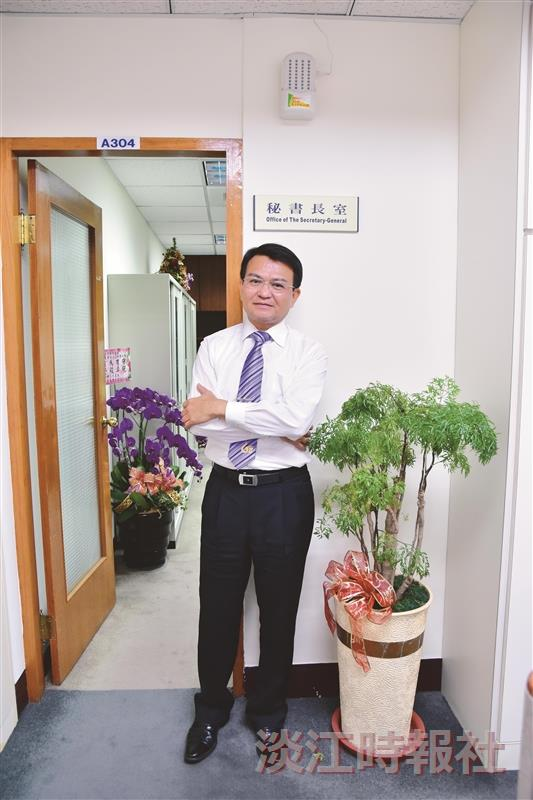 A304
秘書長室
Office of The Secretary-General
淡江時報社